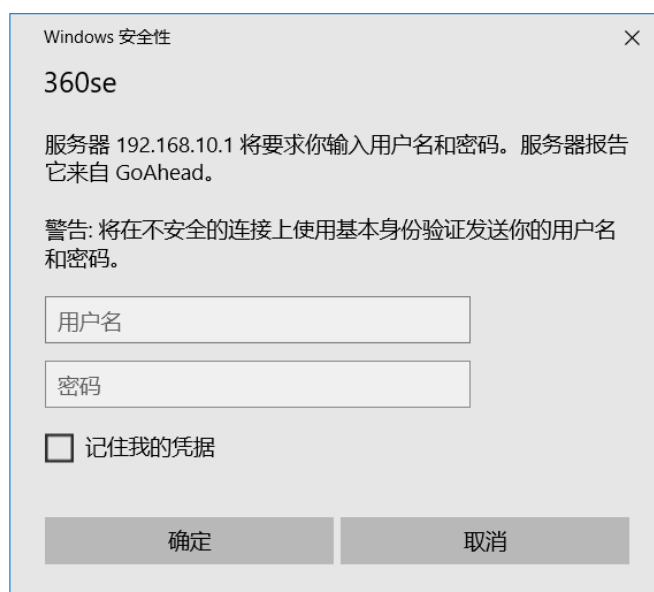 Windows 安全性
360se
服务器 192.168.10.1 将要求你输入用户名和密码。服务器报告
它来自 GoAhead。
警告: 将在不安全的连接上使用基本身份验证发送你的用户名
和密码。
用户名
密码
记住我的凭据
确定
取消